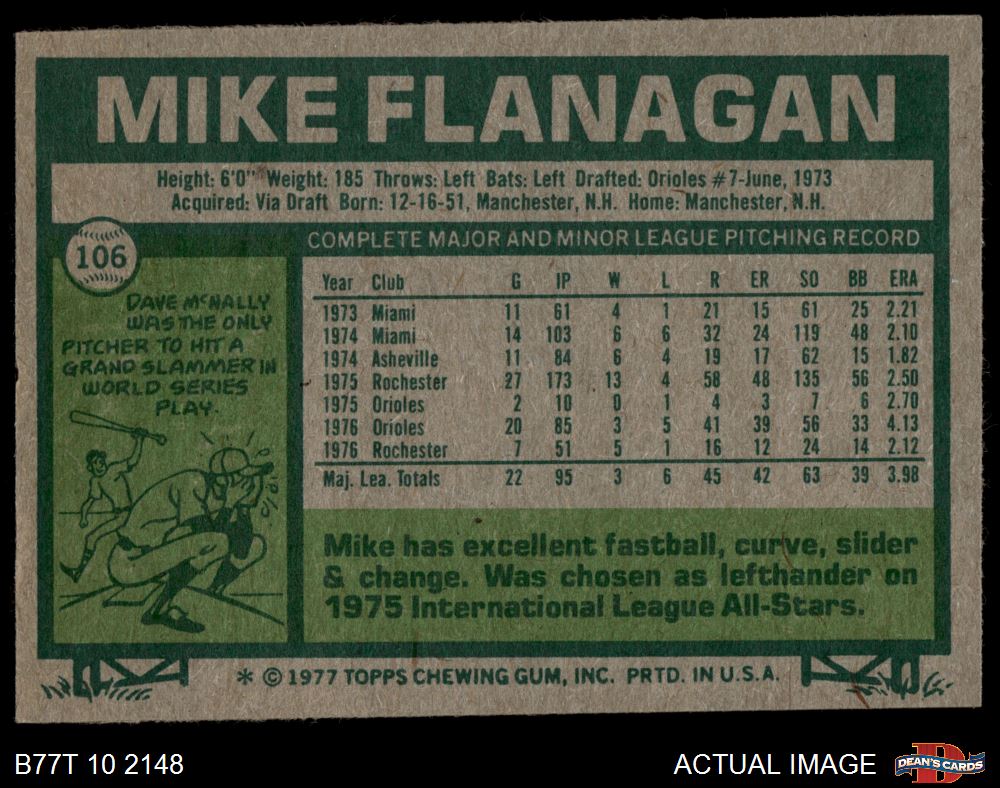 MIKE FLANAGAN
Height: 6'0" Weight: 185 Throws: Left Bats: Left Drafted: Orioles #7-June, 1973
Acquired: Via Draft Born: 12-16-51, Manchester, N.H. Home: Manchester, N.H.
106
DAVE McNALLY
WAS THE ONLY
PITCHER TO HIT A
GRAND SLAMMER IN
WORLD SERIES
PLAY.
COMPLETE MAJOR AND MINOR LEAGUE PITCHING RECORD
Year Club G IP W L R ER SO BB ERA
1973 Miami 11 61 4 1 21 15 61 25 2.21
1974 Miami 14 103 6 6 32 24 119 48 2.10
1974 Asheville 11 84 6 4 19 17 62 15 1.82
1975 Rochester 27 173 13 4 58 48 135 56 2.50
1975 Orioles 2 10 0 1 4 3 7 6 2.70
1976 Orioles 20 85 3 5 41 39 56 33 4.13
1976 Rochester 7 51 5 1 16 12 24 14 2.12
Maj. Lea. Totals 22 95 3 6 45 42 63 39 3.98
Mike has excellent fastball, curve, slider
& change. Was chosen as lefthander on
1975 International League All-Stars.
* © 1977 TOPPS CHEWING GUM, INC. PRTD. IN U.S.A.
B77T 10 2148
ACTUAL IMAGE
DEAN'S CARDS